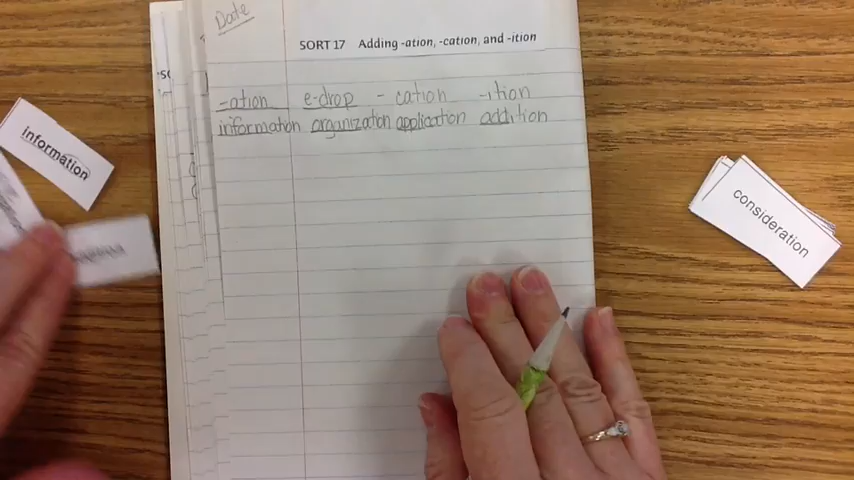 Date
SORT 17 Adding -ation, -cation, and -ition
-ation e-drop -cation -ition
information organization application addition
information
consideration